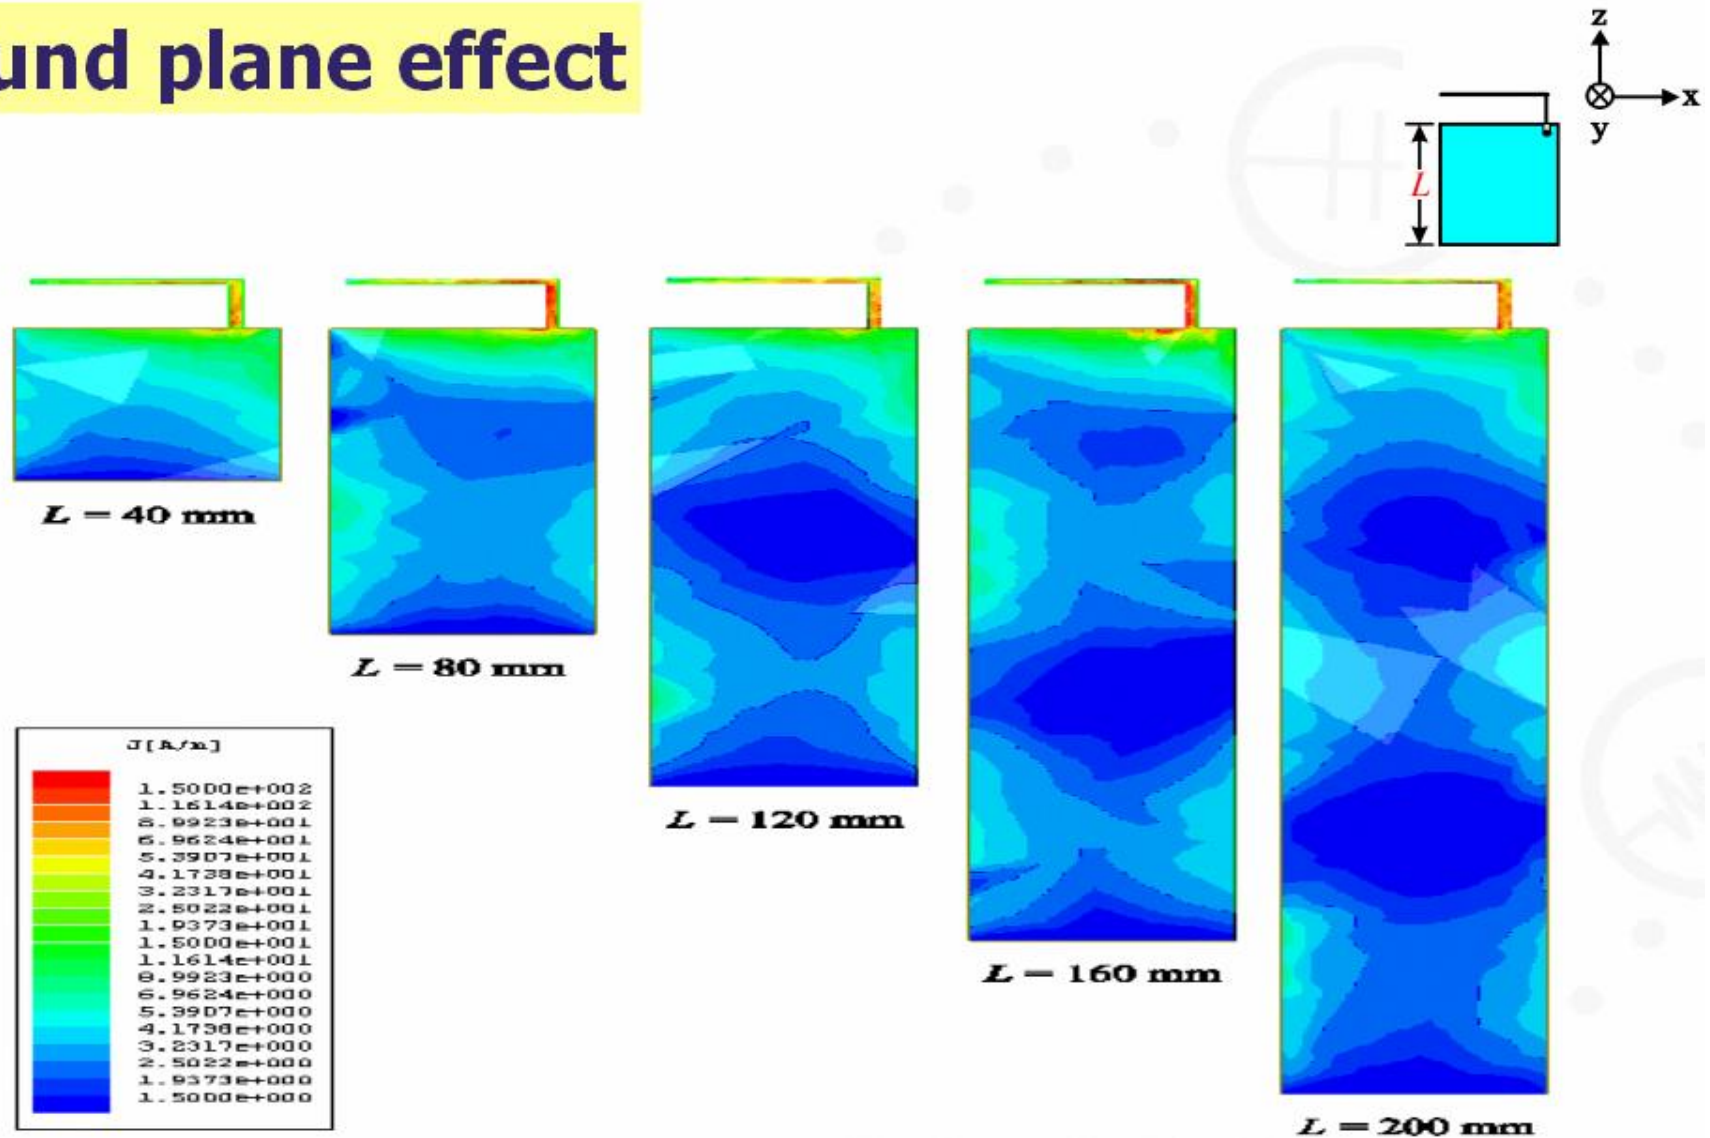 und plane effect
z
x
y
L
L = 40 mm
L = 80 mm
L = 120 mm
L = 160 mm
L = 200 mm
J[A/m]
1.5000e+002
1.1614e+002
8.9923e+001
6.9624e+001
5.3907e+001
4.1738e+001
3.2317e+001
2.5022e+001
1.9373e+001
1.5000e+001
1.1614e+001
8.9923e+000
6.9624e+000
5.3907e+000
4.1738e+000
3.2317e+000
2.5022e+000
1.9373e+000
1.5000e+000